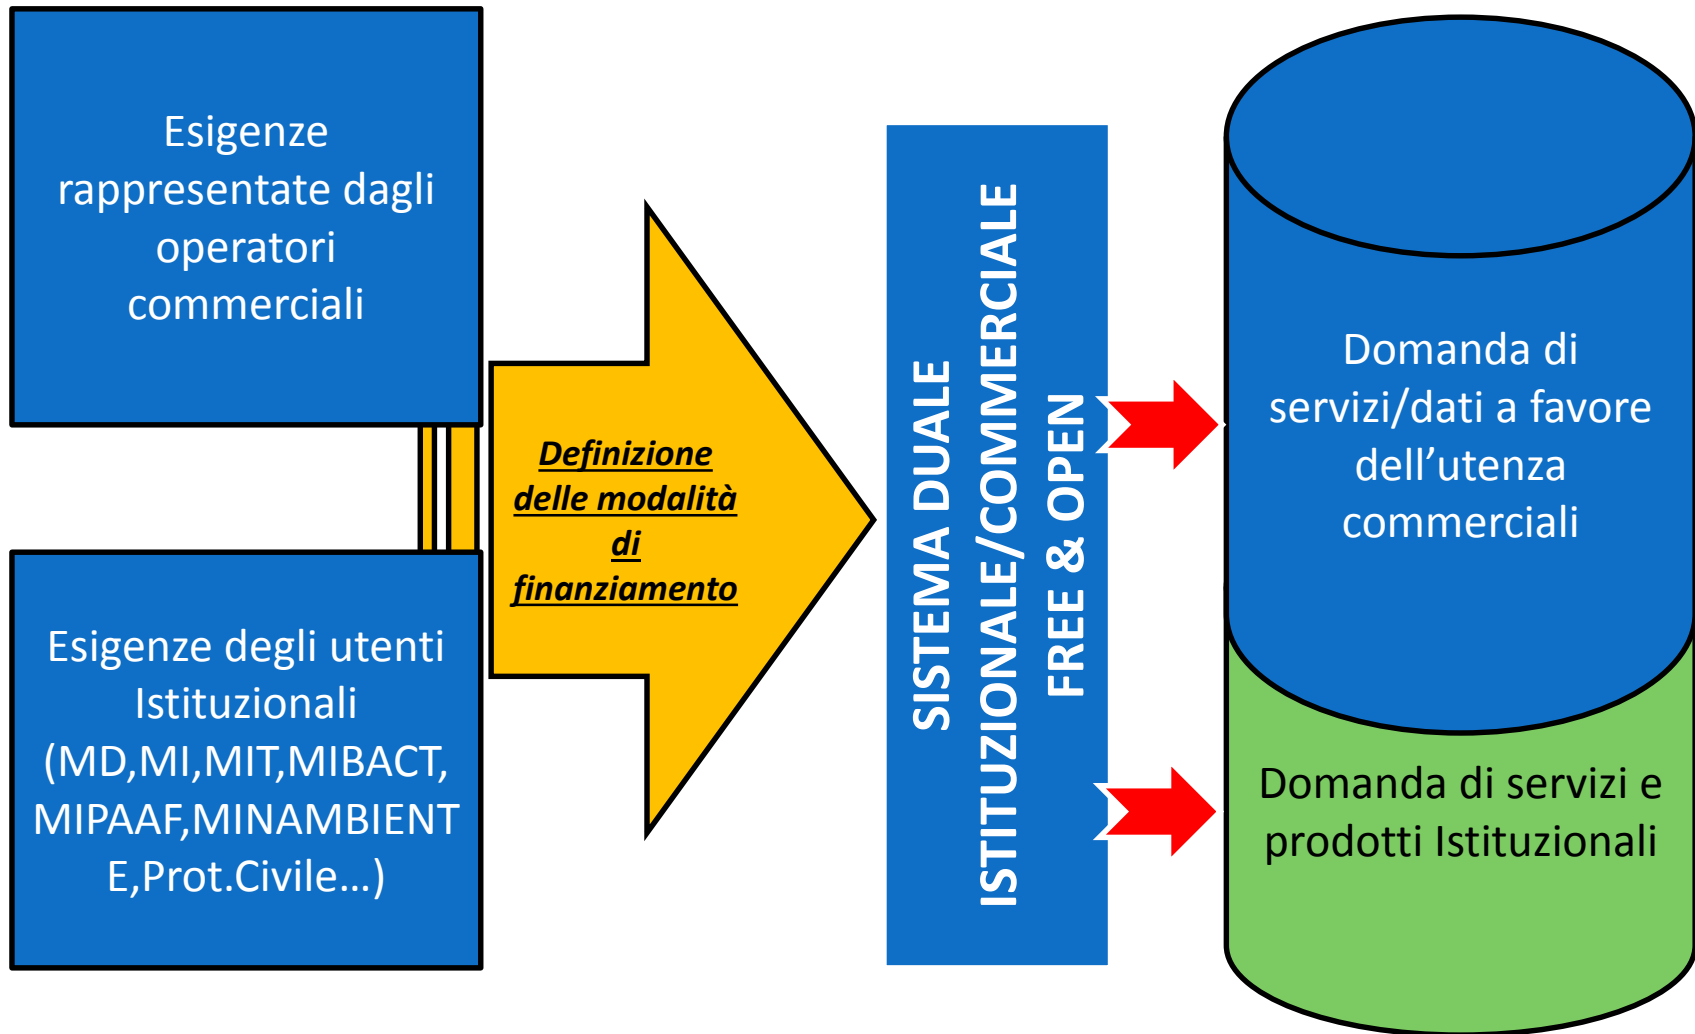 Esigenze
rappresentate dagli
operatori
commerciali
Esigenze degli utenti
Istituzionali
(MD,MI,MIT,MIBACT,
MIPAAF,MINAMBIENT
E,Prot.Civile…)
Definizione
delle modalità
di
finanziamento
SISTEMA DUALE
ISTITUZIONALE/COMMERCIALE
FREE & OPEN
Domanda di
servizi/dati a favore
dell’utenza
commerciali
Domanda di servizi e
prodotti Istituzionali